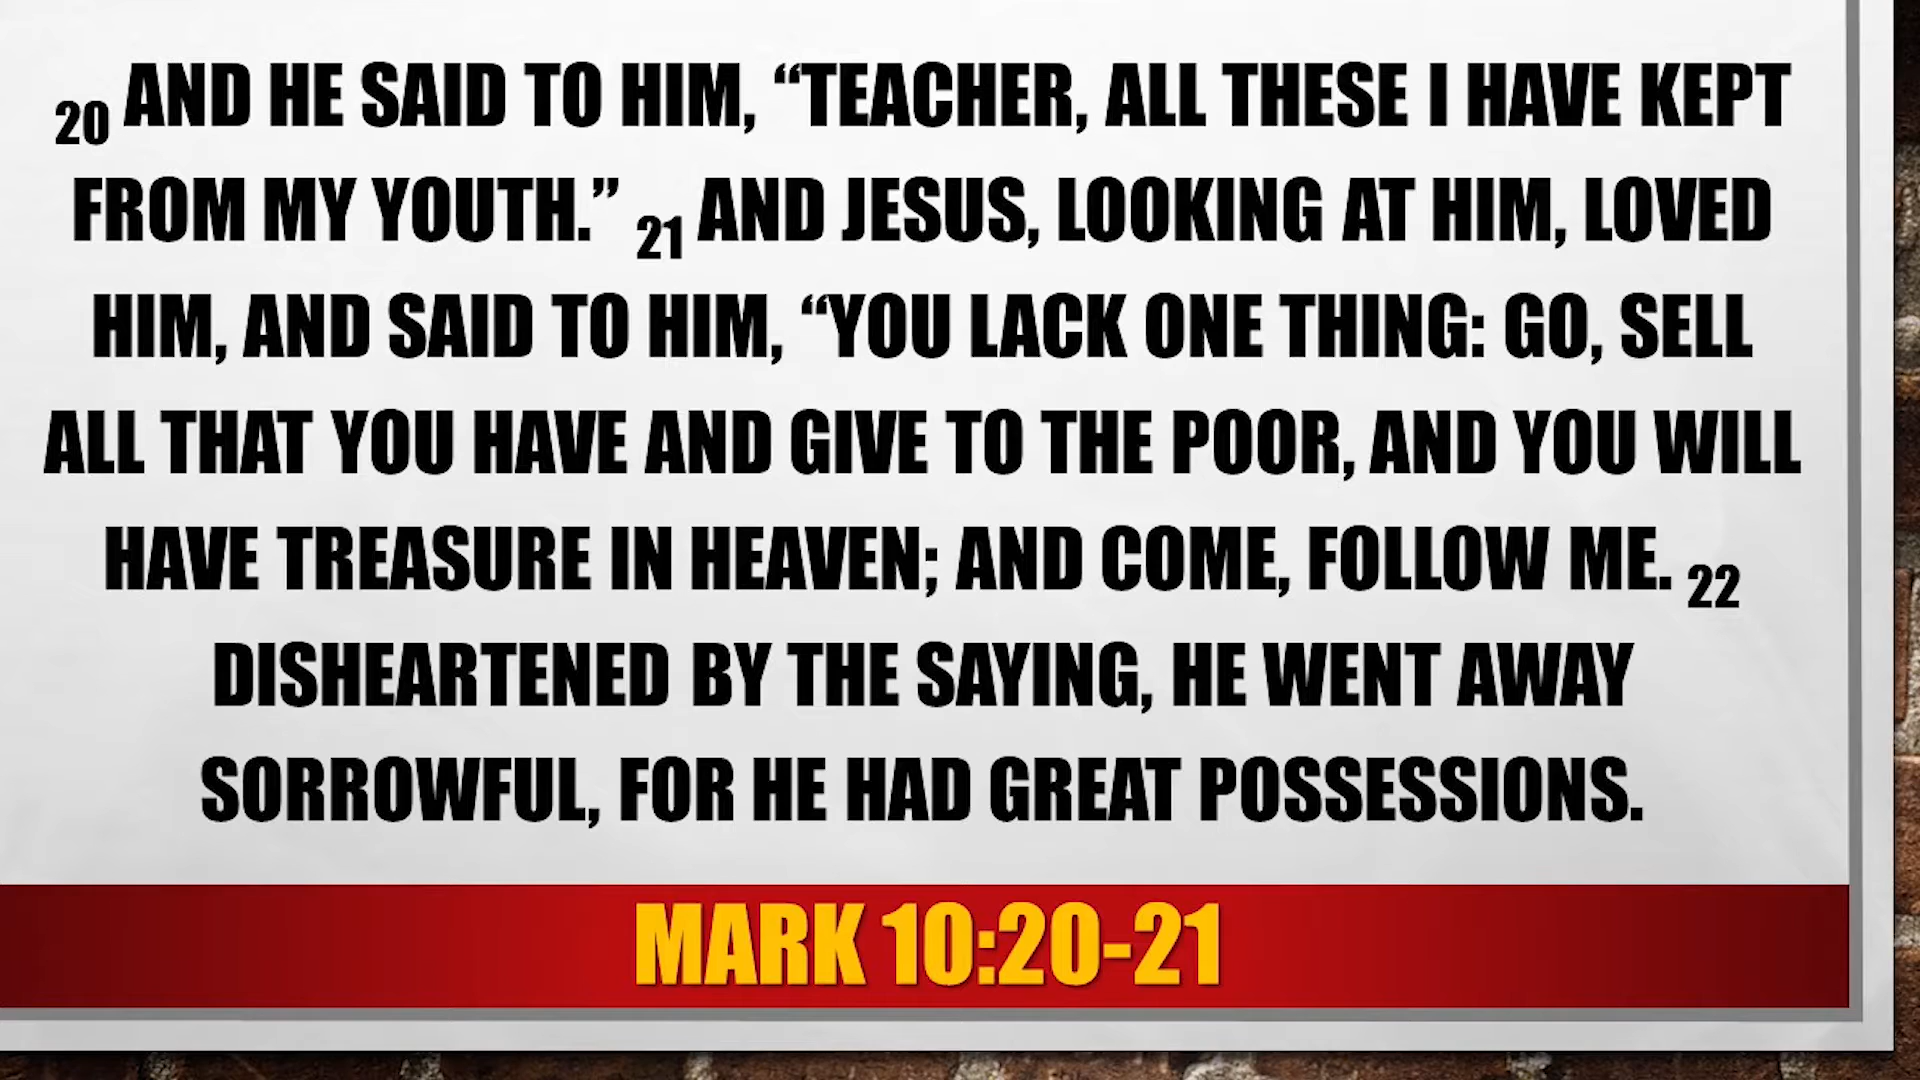 20 AND HE SAID TO HIM, “TEACHER, ALL THESE I HAVE KEPT
FROM MY YOUTH.” 21 AND JESUS, LOOKING AT HIM, LOVED
HIM, AND SAID TO HIM, “YOU LACK ONE THING: GO, SELL
ALL THAT YOU HAVE AND GIVE TO THE POOR, AND YOU WILL
HAVE TREASURE IN HEAVEN; AND COME, FOLLOW ME. 22
DISHEARTENED BY THE SAYING, HE WENT AWAY
SORROWFUL, FOR HE HAD GREAT POSSESSIONS.
MARK 10:20-21